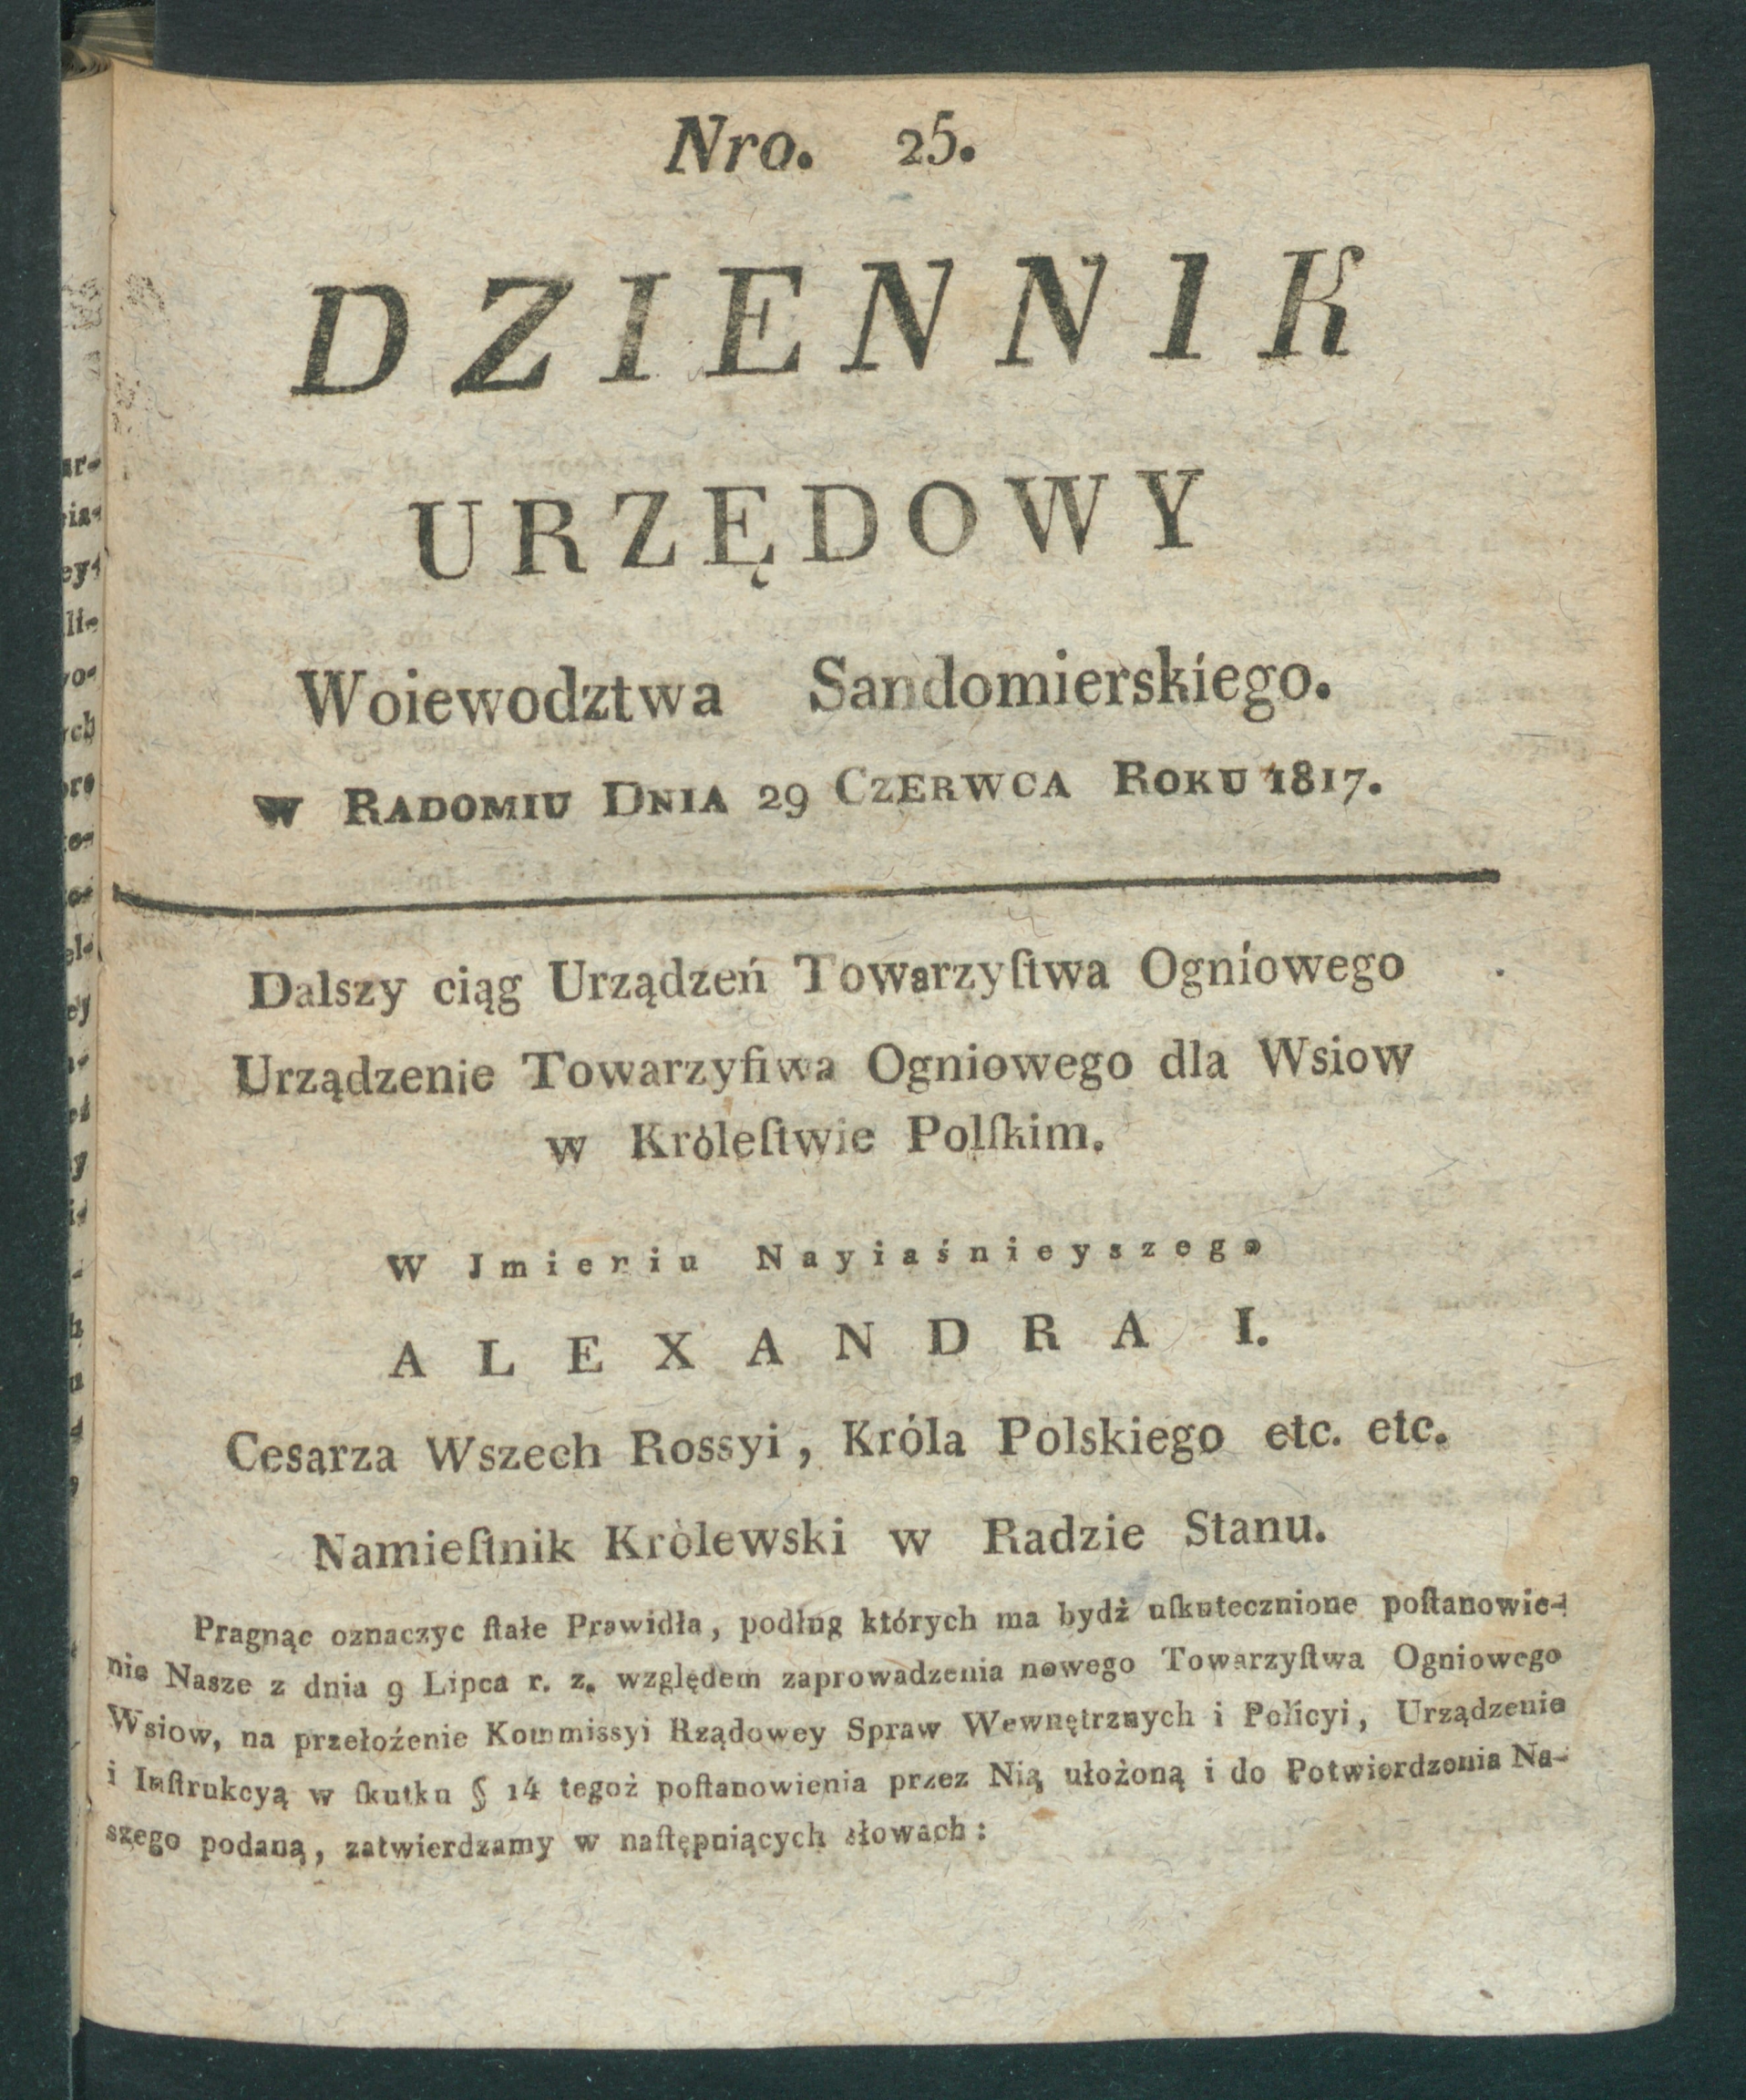 Nro. 25.
DZIENNIK
URZĘDOWY
Woiewodztwa Sandomierskiego.
w Radomiu Dnia 29 Czerwca Roku 1817.
Dalszy ciąg Urządzeń Towarzyſtwa Ogniowego
Urządzenie Towarzyſtwa Ogniowego dla Wsiow
w Króleſtwie Polſkim.
W Jmieniu Nayiaśnieyszego
ALEXANDRA I.
Cesarza Wszech Rossyi, Króla Polskiego etc. etc.
Namieſtnik Królewski w Radzie Stanu.
Pragnąc oznaczyc ſtałe Prawidła, podług których ma bydź uſkutecznione poſtanowie-
nie Nasze z dnia 9 Lipca r. z. względem zaprowadzenia nowego Towarzyſtwa Ogniowego
Wsiow, na przełoźenie Kommissyi Rządowey Spraw Wewnętrznych i Policyi, Urządzenie
i Inſtrukcyą w ſkutku § 14 tegoż poſtanowienia przez Nią ułożoną i do Potwierdzenia Na-
szego podaną, zatwierdzamy w naſtępniących słowach: